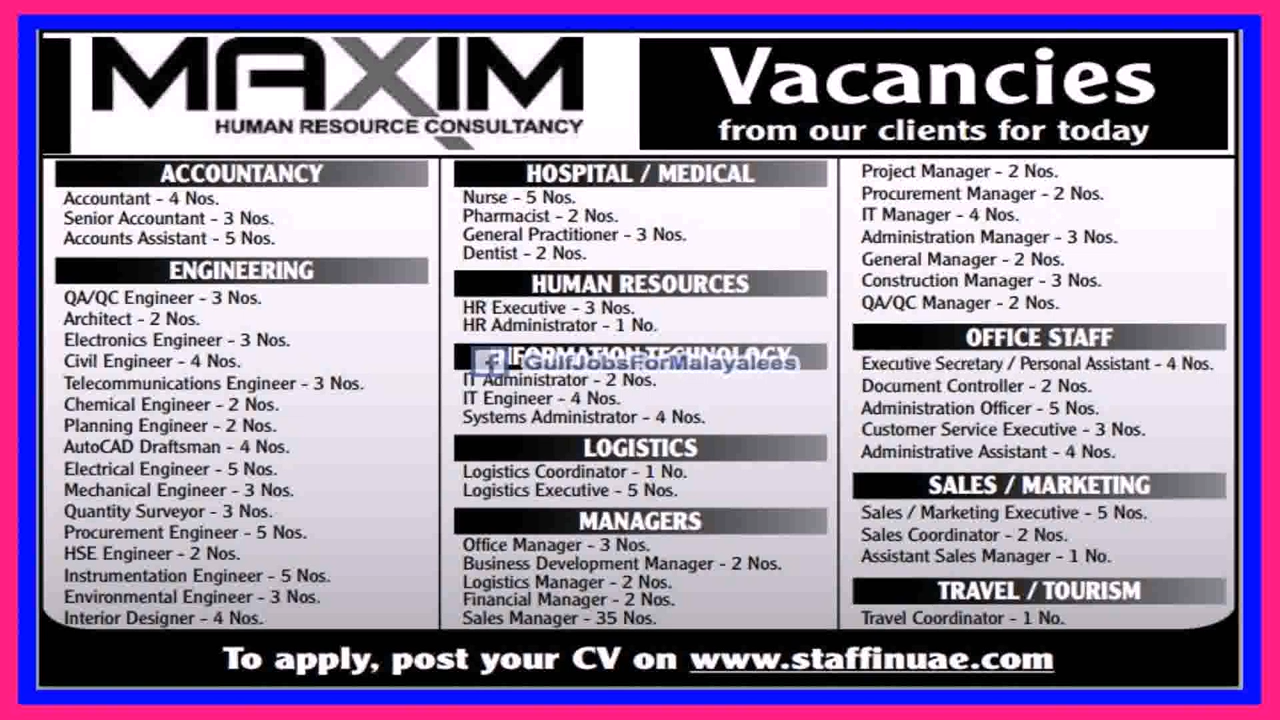 MAXIM
HUMAN RESOURCE CONSULTANCY
Vacancies
from our clients for today
ACCOUNTANCY
Accountant - 4 Nos.
Senior Accountant - 3 Nos.
Accounts Assistant - 5 Nos.
ENGINEERING
QA/QC Engineer - 3 Nos.
Architect - 2 Nos.
Electronics Engineer - 3 Nos.
Civil Engineer - 4 Nos.
Telecommunications Engineer - 3 Nos.
Chemical Engineer - 2 Nos.
Planning Engineer - 2 Nos.
AutoCAD Draftsman - 4 Nos.
Electrical Engineer - 5 Nos.
Mechanical Engineer - 3 Nos.
Quantity Surveyor - 3 Nos.
Procurement Engineer - 5 Nos.
HSE Engineer - 2 Nos.
Instrumentation Engineer - 5 Nos.
Environmental Engineer - 3 Nos.
Interior Designer - 4 Nos.
HOSPITAL / MEDICAL
Nurse - 5 Nos.
Pharmacist - 2 Nos.
General Practitioner - 3 Nos.
Dentist - 2 Nos.
HUMAN RESOURCES
HR Executive - 3 Nos.
HR Administrator - 1 No.
INFORMATION TECHNOLOGY
f GulfJobsForMalayalees
IT Administrator - 2 Nos.
IT Engineer - 4 Nos.
Systems Administrator - 4 Nos.
LOGISTICS
Logistics Coordinator - 1 No.
Logistics Executive - 5 Nos.
MANAGERS
Office Manager - 3 Nos.
Business Development Manager - 2 Nos.
Logistics Manager - 2 Nos.
Financial Manager - 2 Nos.
Sales Manager - 35 Nos.
Project Manager - 2 Nos.
Procurement Manager - 2 Nos.
IT Manager - 4 Nos.
Administration Manager - 3 Nos.
General Manager - 2 Nos.
Construction Manager - 3 Nos.
QA/QC Manager - 2 Nos.
OFFICE STAFF
Executive Secretary / Personal Assistant - 4 Nos.
Document Controller - 2 Nos.
Administration Officer - 5 Nos.
Customer Service Executive - 3 Nos.
Administrative Assistant - 4 Nos.
SALES / MARKETING
Sales / Marketing Executive - 5 Nos.
Sales Coordinator - 2 Nos.
Assistant Sales Manager - 1 No.
TRAVEL / TOURISM
Travel Coordinator - 1 No.
To apply, post your CV on www.staffinuae.com